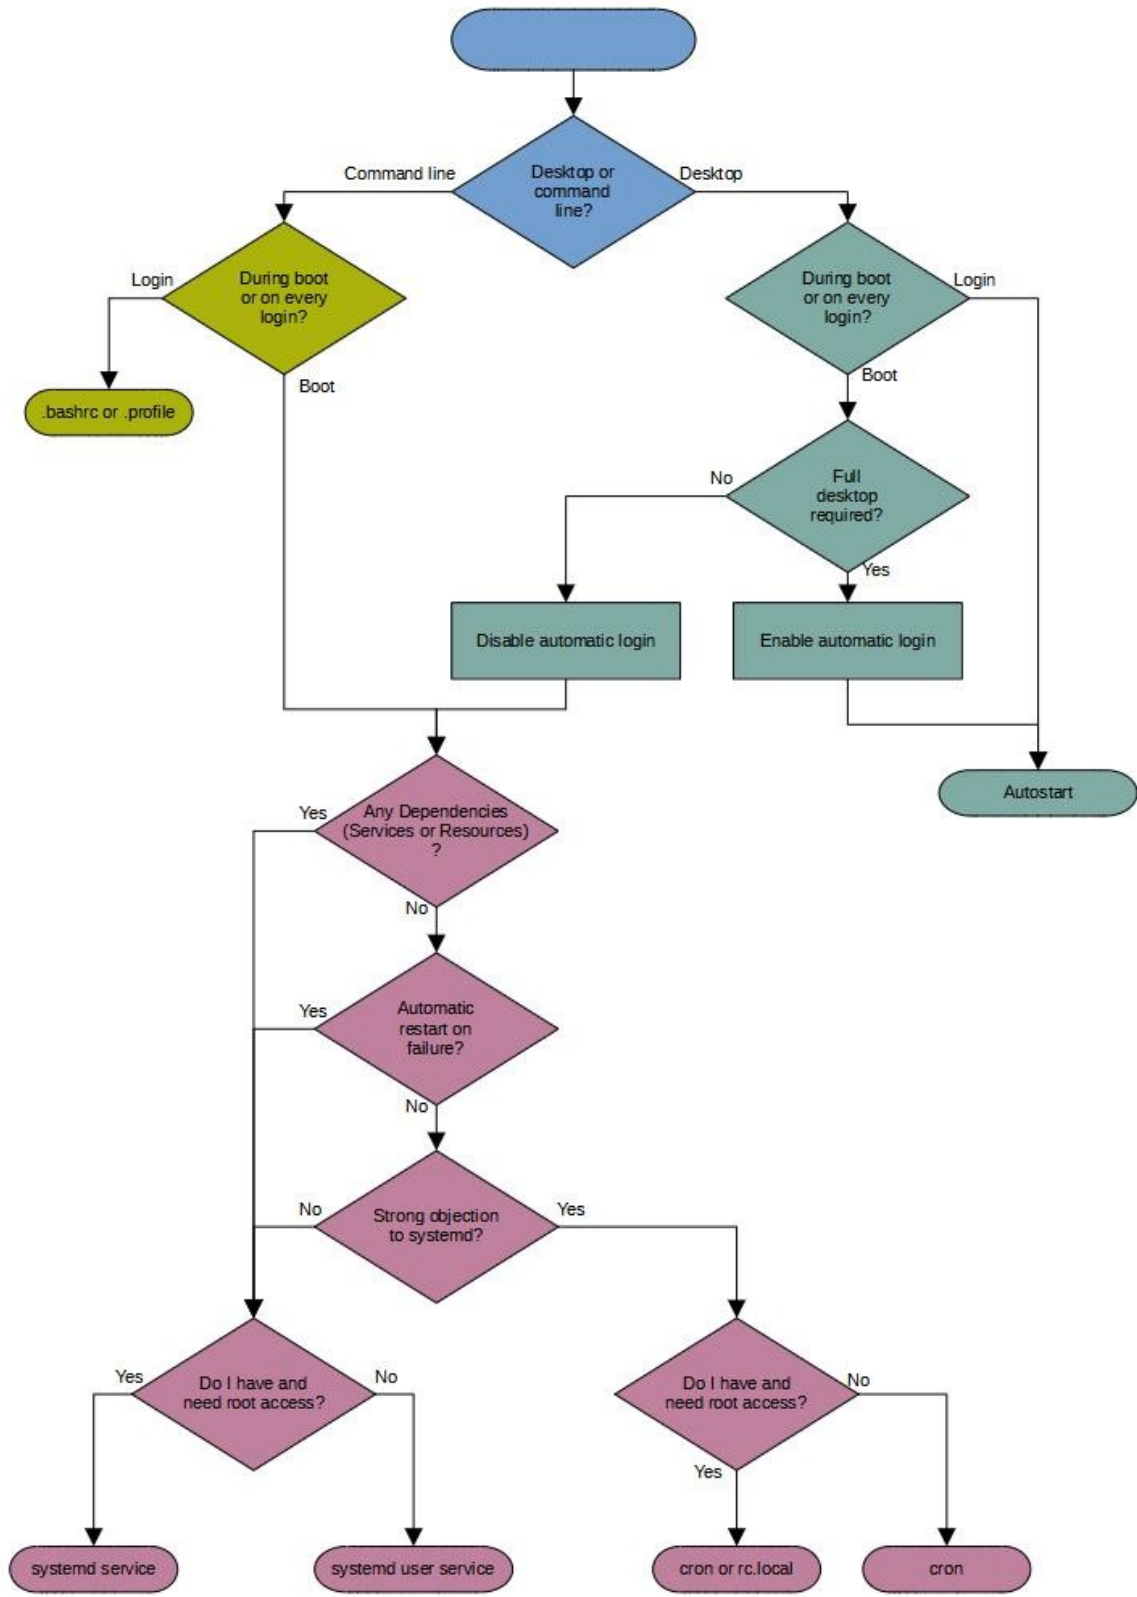 Command line
Desktop or
command
line?
Desktop
Login
During boot
or on every
login?
During boot
or on every
login?
Login
Boot
Boot
.bashrc or .profile
No
Full
desktop
required?
Yes
Disable automatic login
Enable automatic login
Autostart
Yes
Any Dependencies
(Services or Resources)
?
No
Yes
Automatic
restart on
failure?
No
No
Strong objection
to systemd?
Yes
Yes
Do I have and
need root access?
No
Do I have and
need root access?
No
Yes
systemd service
systemd user service
cron or rc.local
cron